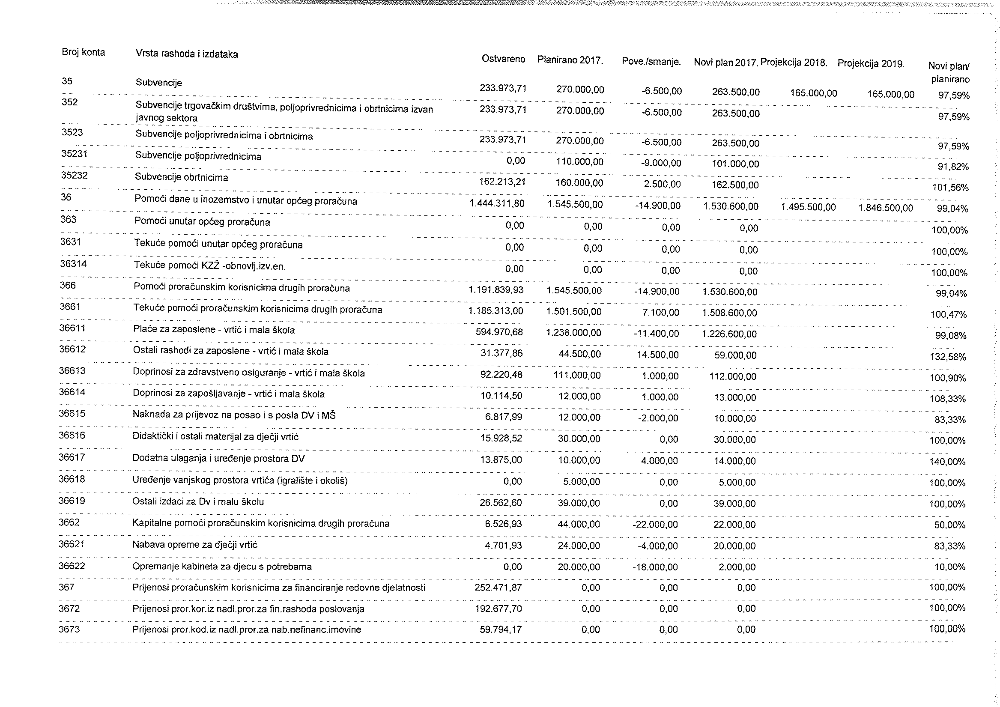 Broj konta Vrsta rashoda i izdataka Ostvareno Planirano 2017. Pove./smanje. Novi plan 2017. Projekcija 2018. Projekcija 2019. Novi plan/
planirano
35 Subvencije 233.973,71 270.000,00 -6.500,00 263.500,00 165.000,00 165.000,00 97,59%
352 Subvencije trgovačkim društvima, poljoprivrednicima i obrtnicima izvan 233.973,71 270.000,00 -6.500,00 263.500,00 97,59%
javnog sektora
3523 Subvencije poljoprivrednicima i obrtnicima 233.973,71 270.000,00 -6.500,00 263.500,00 97,59%
35231 Subvencije poljoprivrednicima 0,00 110.000,00 -9.000,00 101.000,00 91,82%
35232 Subvencije obrtnicima 162.213,21 160.000,00 2.500,00 162.500,00 101,56%
36 Pomoći dane u inozemstvo i unutar općeg proračuna 1.444.311,80 1.545.500,00 -14.900,00 1.530.600,00 1.495.500,00 1.846.500,00 99,04%
363 Pomoći unutar općeg proračuna 0,00 0,00 0,00 0,00 100,00%
3631 Tekuće pomoći unutar općeg proračuna 0,00 0,00 0,00 0,00 100,00%
36314 Tekuće pomoći KZŽ -obnovlj.izv.en. 0,00 0,00 0,00 0,00 100,00%
366 Pomoći proračunskim korisnicima drugih proračuna 1.191.839,93 1.545.500,00 -14.900,00 1.530.600,00 99,04%
3661 Tekuće pomoći proračunskim korisnicima drugih proračuna 1.185.313,00 1.501.500,00 7.100,00 1.508.600,00 100,47%
36611 Plaće za zaposlene - vrtić i mala škola 594.970,68 1.238.000,00 -11.400,00 1.226.600,00 99,08%
36612 Ostali rashodi za zaposlene - vrtić i mala škola 31.377,86 44.500,00 14.500,00 59.000,00 132,58%
36613 Doprinosi za zdravstveno osiguranje - vrtić i mala škola 92.220,48 111.000,00 1.000,00 112.000,00 100,90%
36614 Doprinosi za zapošljavanje - vrtić i mala škola 10.114,50 12.000,00 1.000,00 13.000,00 108,33%
36615 Naknada za prijevoz na posao i s posla DV i MŠ 6.817,99 12.000,00 -2.000,00 10.000,00 83,33%
36616 Didaktički i ostali materijal za dječji vrtić 15.928,52 30.000,00 0,00 30.000,00 100,00%
36617 Dodatna ulaganja i uređenje prostora DV 13.875,00 10.000,00 4.000,00 14.000,00 140,00%
36618 Uređenje vanjskog prostora vrtića (igralište i okoliš) 0,00 5.000,00 0,00 5.000,00 100,00%
36619 Ostali izdaci za Dv i malu školu 26.562,60 39.000,00 0,00 39.000,00 100,00%
3662 Kapitalne pomoći proračunskim korisnicima drugih proračuna 6.526,93 44.000,00 -22.000,00 22.000,00 50,00%
36621 Nabava opreme za dječji vrtić 4.701,93 24.000,00 -4.000,00 20.000,00 83,33%
36622 Opremanje kabineta za djecu s potrebama 0,00 20.000,00 -18.000,00 2.000,00 10,00%
367 Prijenosi proračunskim korisnicima za financiranje redovne djelatnosti 252.471,87 0,00 0,00 0,00 100,00%
3672 Prijenosi pror.kor.iz nadl.pror.za fin.rashoda poslovanja 192.677,70 0,00 0,00 0,00 100,00%
3673 Prijenosi pror.kod.iz nadl.pror.za nab.nefinanc.imovine 59.794,17 0,00 0,00 0,00 100,00%